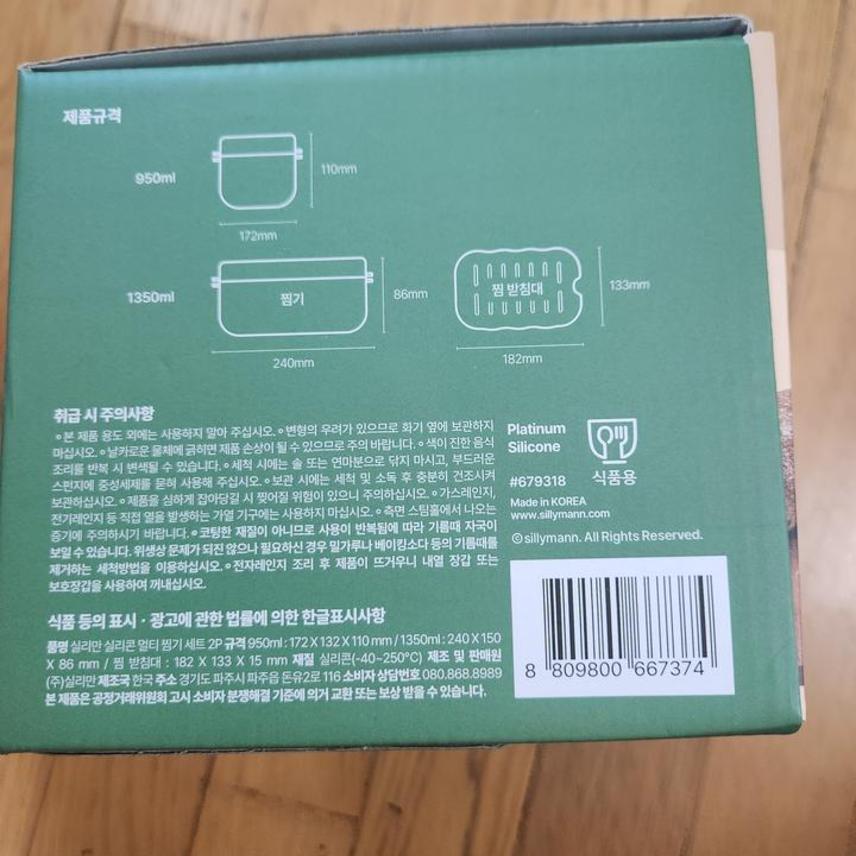 제품규격
950ml
110mm
172mm
1350ml
찜기
86mm
240mm
찜 받침대
133mm
182mm
취급 시 주의사항
∘본 제품 용도 외에는 사용하지 말아 주십시오.∘변형의 우려가 있으므로 화기 옆에 보관하지
마십시오.∘날카로운 물체에 긁히면 제품 손상이 될 수 있으므로 주의 바랍니다.∘색이 진한 음식
조리를 반복 시 변색될 수 있습니다.∘세척 시에는 솔 또는 연마분으로 닦지 마시고, 부드러운
스펀지에 중성세제를 묻혀 사용해 주십시오.∘보관 시에는 세척 및 소독 후 충분히 건조시켜
보관하십시오.∘제품을 심하게 잡아당길 시 찢어질 위험이 있으니 주의하십시오.∘가스레인지,
전기레인지 등 직접 열을 발생하는 가열 기구에는 사용하지 마십시오.∘측면 스팀홀에서 나오는
증기에 주의하시기 바랍니다.∘코팅한 재질이 아니므로 사용이 반복됨에 따라 기름때 자국이
보일 수 있습니다. 위생상 문제가 되진 않으나 필요하신 경우 밀가루나 베이킹소다 등의 기름때를
제거하는 세척방법을 이용하십시오.∘전자레인지 조리 후 제품이 뜨거우니 내열 장갑 또는
보호장갑을 사용하여 꺼내십시오.
Platinum
Silicone
식품용
#679318
Made in KOREA
www.sillymann.com
©sillymann. All Rights Reserved.
식품 등의 표시 · 광고에 관한 법률에 의한 한글표시사항
품명 실리만 실리콘 멀티 찜기 세트 2P 규격 950ml : 172 X 132 X 110 mm / 1350ml : 240 X 150
X 86 mm / 찜 받침대 : 182 X 133 X 15 mm 재질 실리콘(-40~250°C) 제조 및 판매원
(주)실리만 제조국 한국 주소 경기도 파주시 파주읍 돈유2로 116 소비자 상담번호 080.868.8989
본 제품은 공정거래위원회 고시 소비자 분쟁해결 기준에 의거 교환 또는 보상 받을 수 있습니다.
8 809800 667374